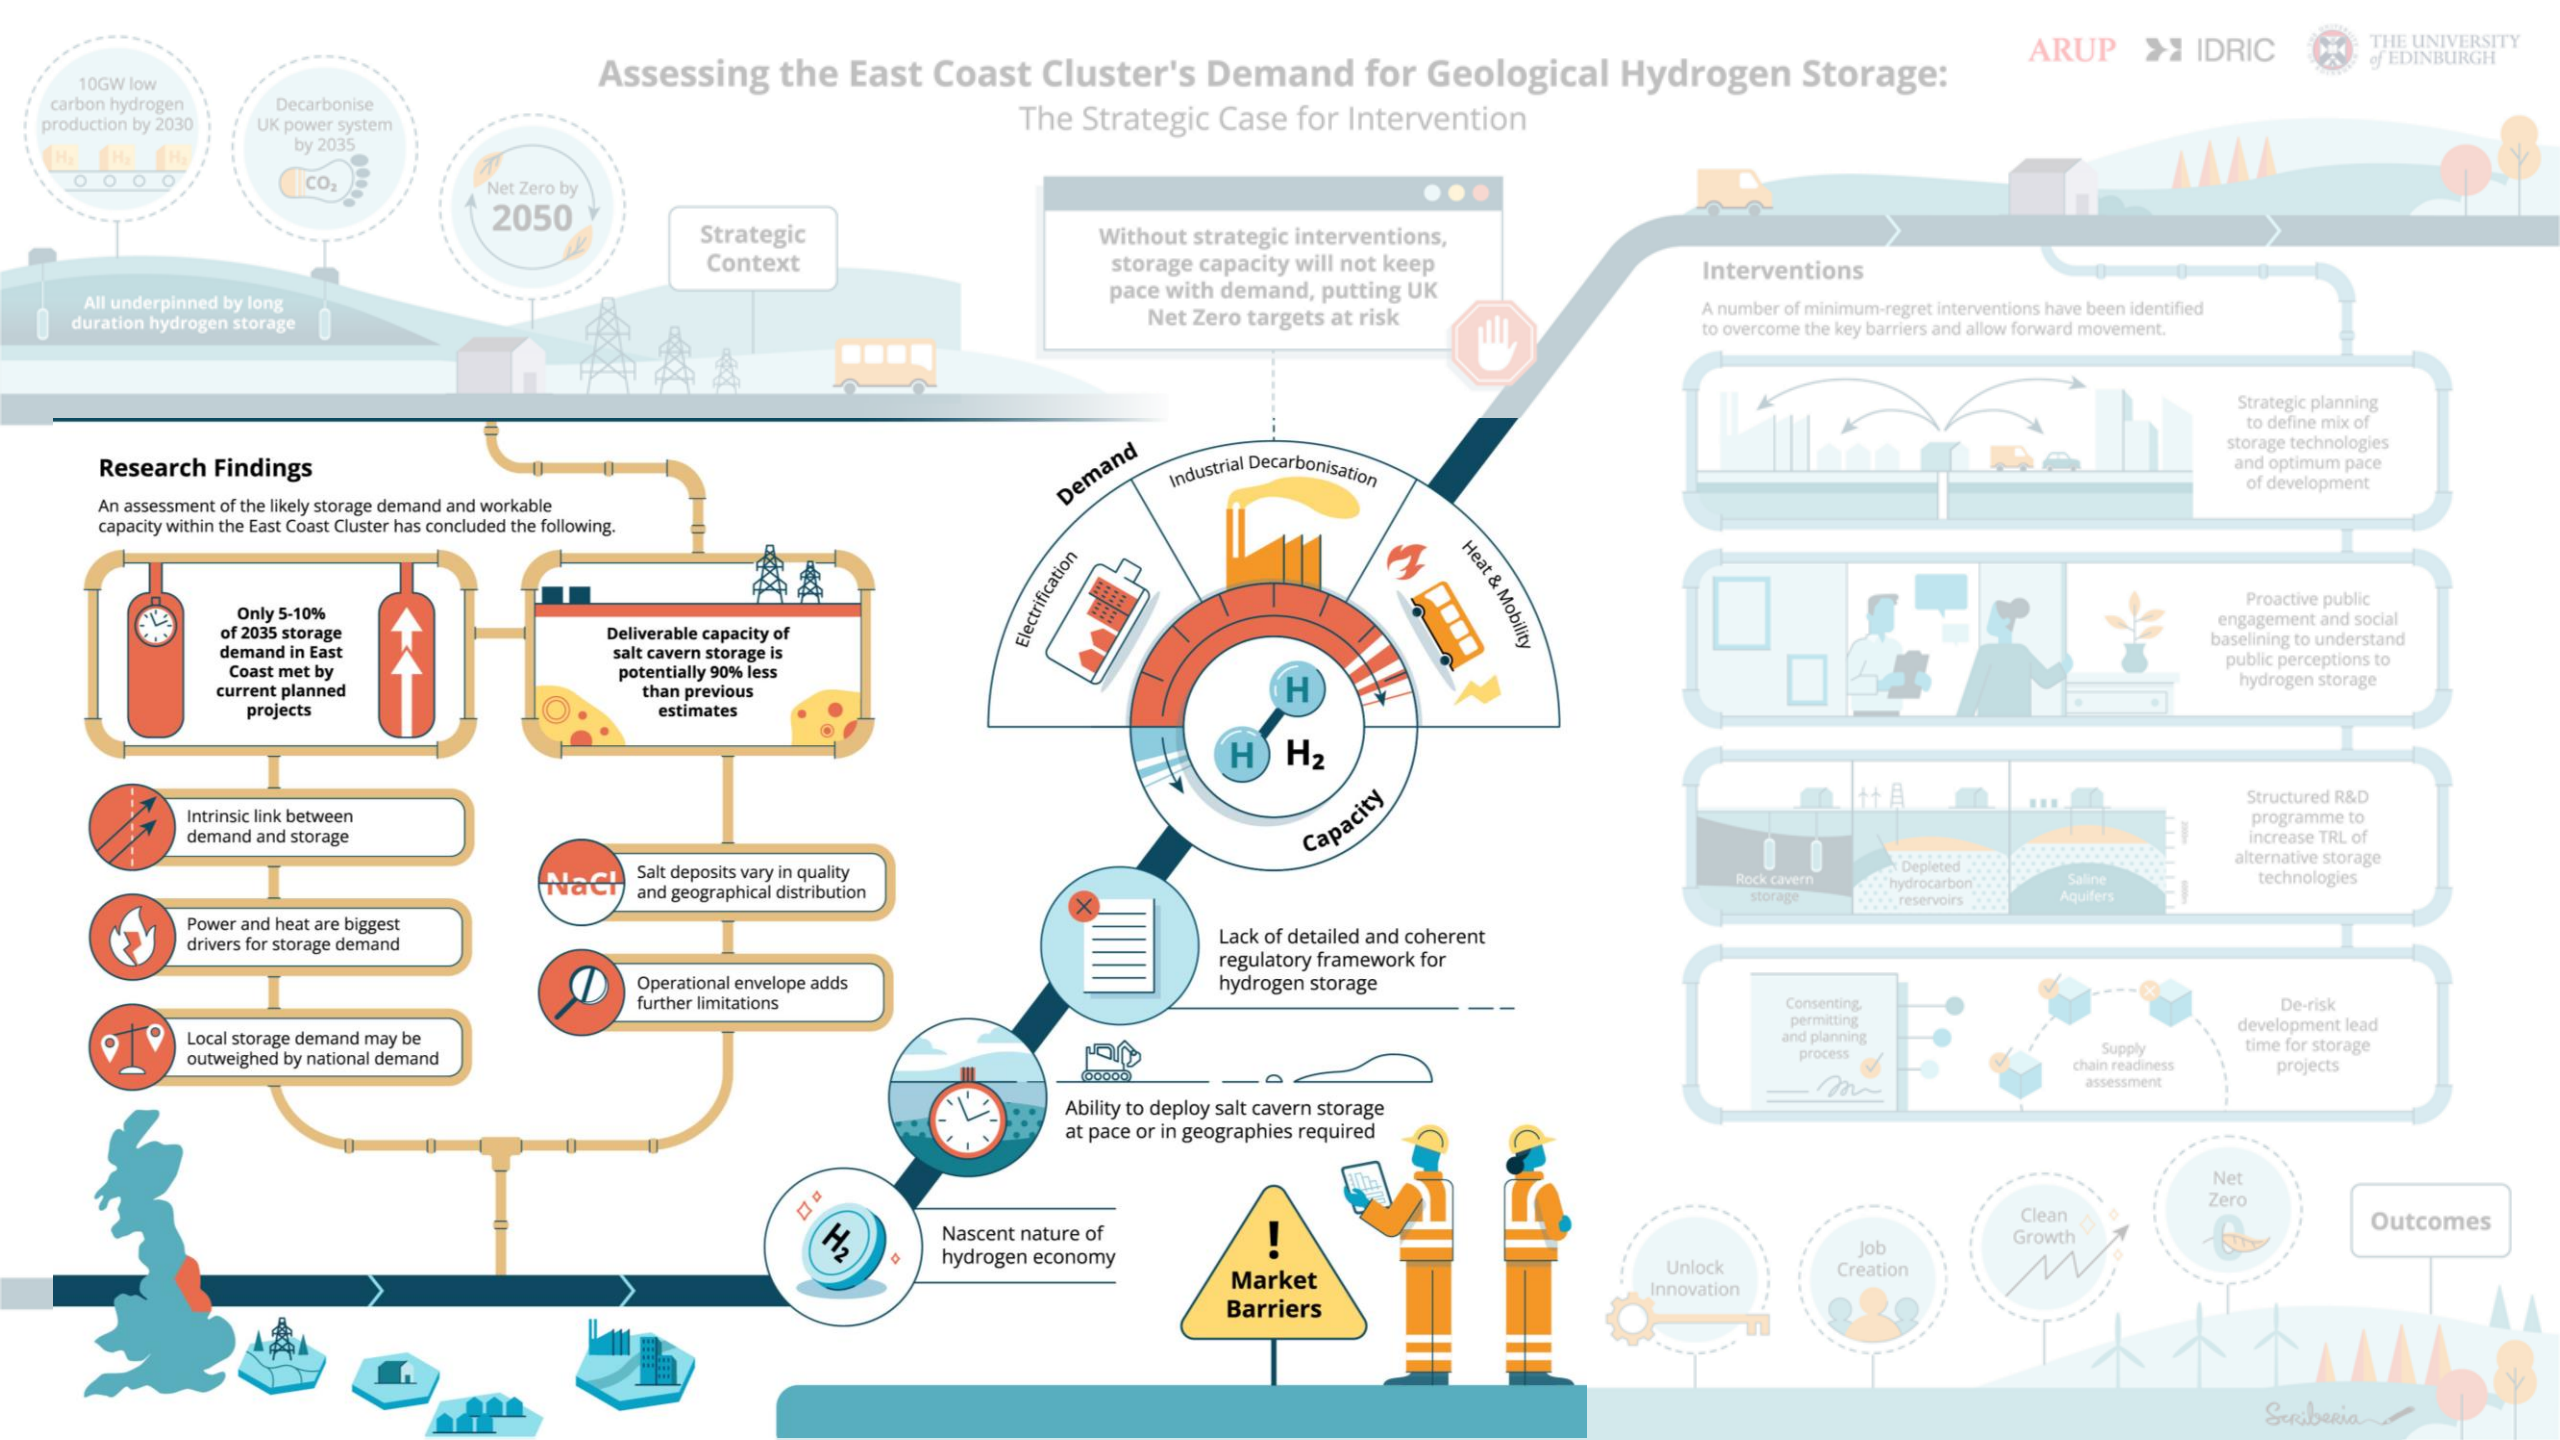 ARUP
IDRIC
THE UNIVERSITY
of EDINBURGH
Assessing the East Coast Cluster's Demand for Geological Hydrogen Storage:
The Strategic Case for Intervention
10GW low
carbon hydrogen
production by 2030
H₂ H₂ H₂
Decarbonise
UK power system
by 2035
CO₂
Net Zero by
2050
Strategic
Context
All underpinned by long
duration hydrogen storage
Without strategic interventions,
storage capacity will not keep
pace with demand, putting UK
Net Zero targets at risk
Research Findings
An assessment of the likely storage demand and workable
capacity within the East Coast Cluster has concluded the following.
Only 5-10%
of 2035 storage
demand in East
Coast met by
current planned
projects
Deliverable capacity of
salt cavern storage is
potentially 90% less
than previous
estimates
Intrinsic link between
demand and storage
Power and heat are biggest
drivers for storage demand
Local storage demand may be
outweighed by national demand
NaCl
Salt deposits vary in quality
and geographical distribution
Operational envelope adds
further limitations
Demand
Electrification
Industrial Decarbonisation
Heat & Mobility
H
H
H₂
Capacity
Lack of detailed and coherent
regulatory framework for
hydrogen storage
Ability to deploy salt cavern storage
at pace or in geographies required
H₂
Nascent nature of
hydrogen economy
!
Market
Barriers
Interventions
A number of minimum-regret interventions have been identified
to overcome the key barriers and allow forward movement.
Strategic planning
to define mix of
storage technologies
and optimum pace
of development
Proactive public
engagement and social
baselining to understand
public perceptions to
hydrogen storage
Rock cavern
storage
Depleted
hydrocarbon
reservoirs
Saline
Aquifers
Structured R&D
programme to
increase TRL of
alternative storage
technologies
Consenting,
permitting
and planning
process
Supply
chain readiness
assessment
De-risk
development lead
time for storage
projects
Unlock
Innovation
Job
Creation
Clean
Growth
Net
Zero
Outcomes
Scriberia